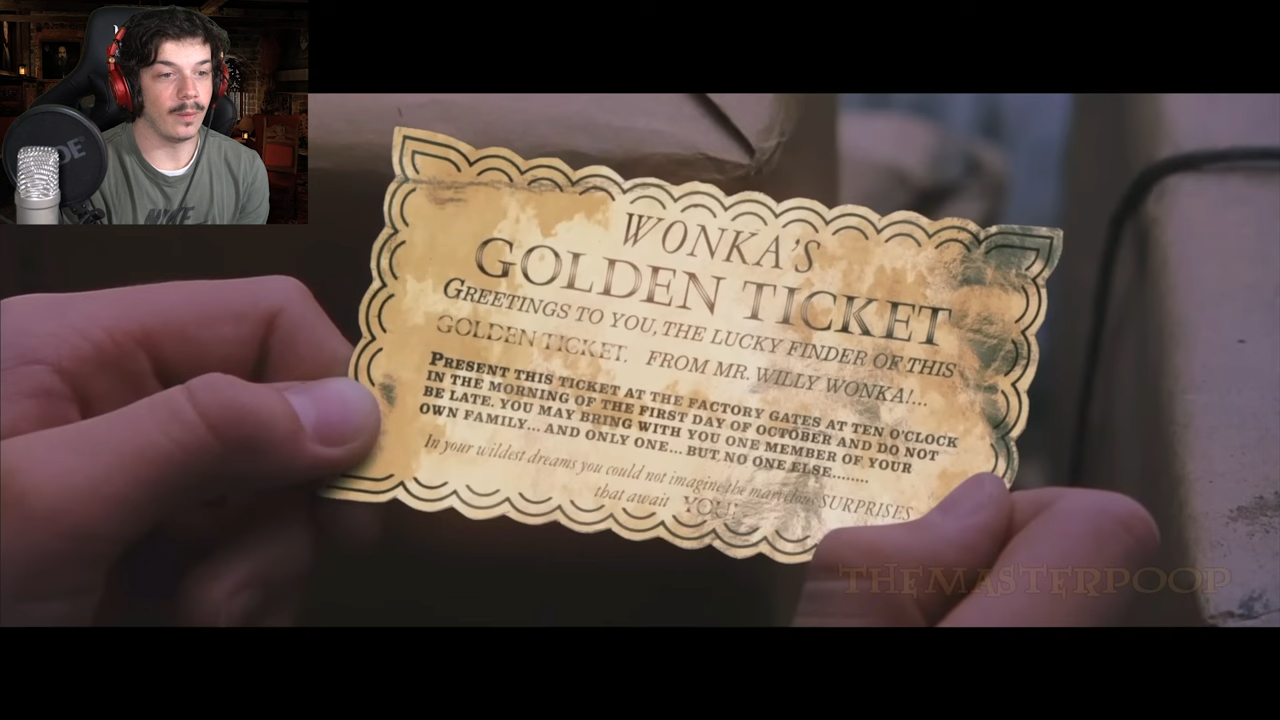 WONKA'S
GOLDEN TICKET
GREETINGS TO YOU, THE LUCKY FINDER OF THIS
GOLDEN TICKET. FROM MR. WILLY WONKA!...
PRESENT THIS TICKET AT THE FACTORY GATES AT TEN O'CLOCK
IN THE MORNING OF THE FIRST DAY OF OCTOBER AND DO NOT
BE LATE. YOU MAY BRING WITH YOU ONE MEMBER OF YOUR
OWN FAMILY... AND ONLY ONE... BUT NO ONE ELSE........
In your wildest dreams you could not imagine the marvelous SURPRISES
that await YOU!
THEMASTERPOOP
NIKE